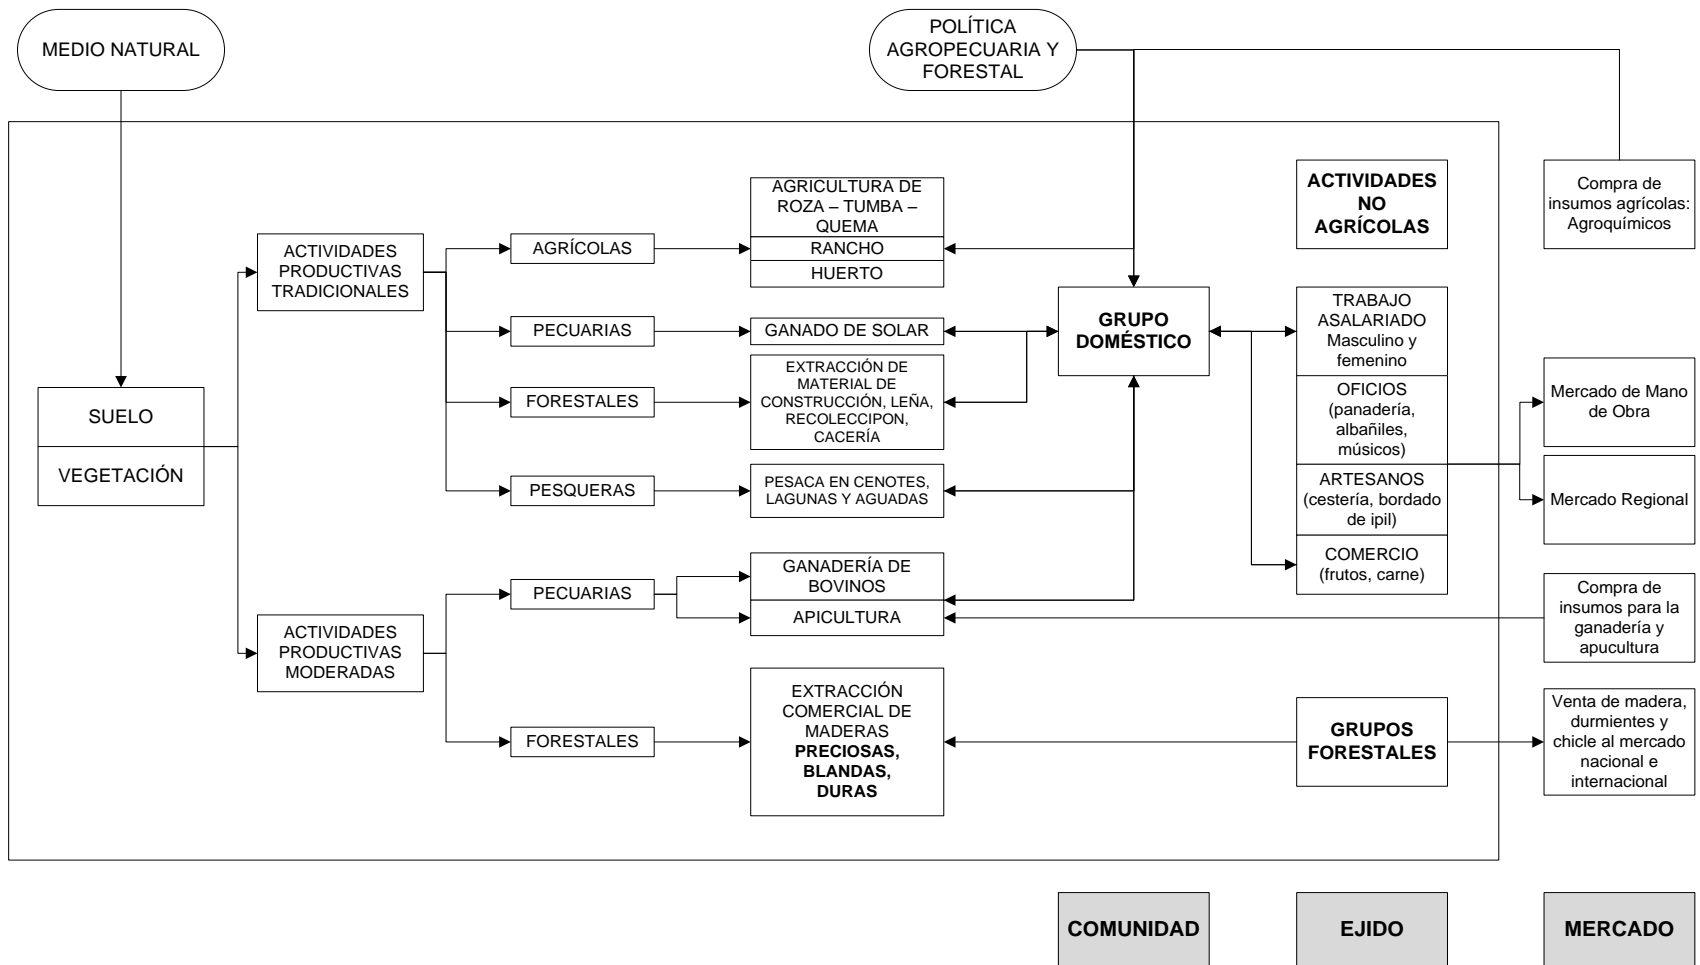 MEDIO NATURAL
POLÍTICA
AGROPECUARIA Y
FORESTAL
SUELO
VEGETACIÓN
ACTIVIDADES
PRODUCTIVAS
TRADICIONALES
ACTIVIDADES
PRODUCTIVAS
MODERADAS
AGRÍCOLAS
PECUARIAS
FORESTALES
PESQUERAS
PECUARIAS
FORESTALES
AGRICULTURA DE
ROZA – TUMBA –
QUEMA
RANCHO
HUERTO
GANADO DE SOLAR
EXTRACCIÓN DE
MATERIAL DE
CONSTRUCCIÓN, LEÑA,
RECOLECCIPON,
CACERÍA
PESACA EN CENOTES,
LAGUNAS Y AGUADAS
GANADERÍA DE
BOVINOS
APICULTURA
EXTRACCIÓN
COMERCIAL DE
MADERAS
PRECIOSAS,
BLANDAS,
DURAS
GRUPO
DOMÉSTICO
ACTIVIDADES
NO
AGRÍCOLAS
TRABAJO
ASALARIADO
Masculino y
femenino
OFICIOS
(panadería,
albañiles,
músicos)
ARTESANOS
(cestería, bordado
de ipil)
COMERCIO
(frutos, carne)
GRUPOS
FORESTALES
Compra de
insumos agrícolas:
Agroquímicos
Mercado de Mano
de Obra
Mercado Regional
Compra de
insumos para la
ganadería y
apucultura
Venta de madera,
durmientes y
chicle al mercado
nacional e
internacional
COMUNIDAD
EJIDO
MERCADO